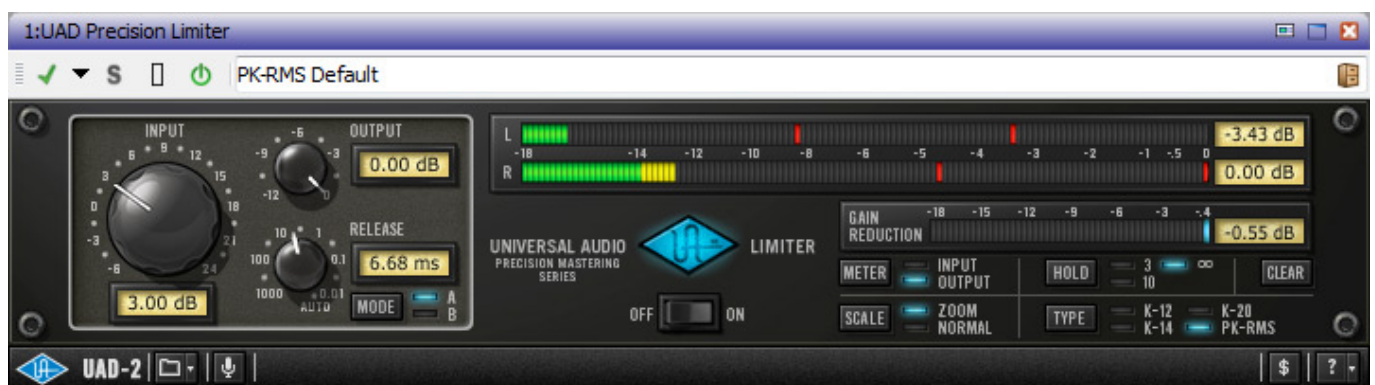 1:UAD Precision Limiter
S PK-RMS Default
INPUT
-6 -3 0 3 6 9 12 15 18 21 24
3.00 dB
OUTPUT
-12 -9 -6 -3 0
0.00 dB
RELEASE
1000 100 10 1 0.1 0.01
AUTO
6.68 ms
MODE A
B
L -3.43 dB
-18 -14 -12 -10 -8 -6 -5 -4 -3 -2 -1 -.5 0
R 0.00 dB
UNIVERSAL AUDIO
PRECISION MASTERING
SERIES
UA
LIMITER
OFF ON
GAIN
REDUCTION
-18 -15 -12 -9 -6 -3 -.4
-0.55 dB
METER INPUT
OUTPUT
HOLD 3 ∞
10
CLEAR
SCALE ZOOM
NORMAL
TYPE K-12 K-20
K-14 PK-RMS
UA UAD-2 $ ?